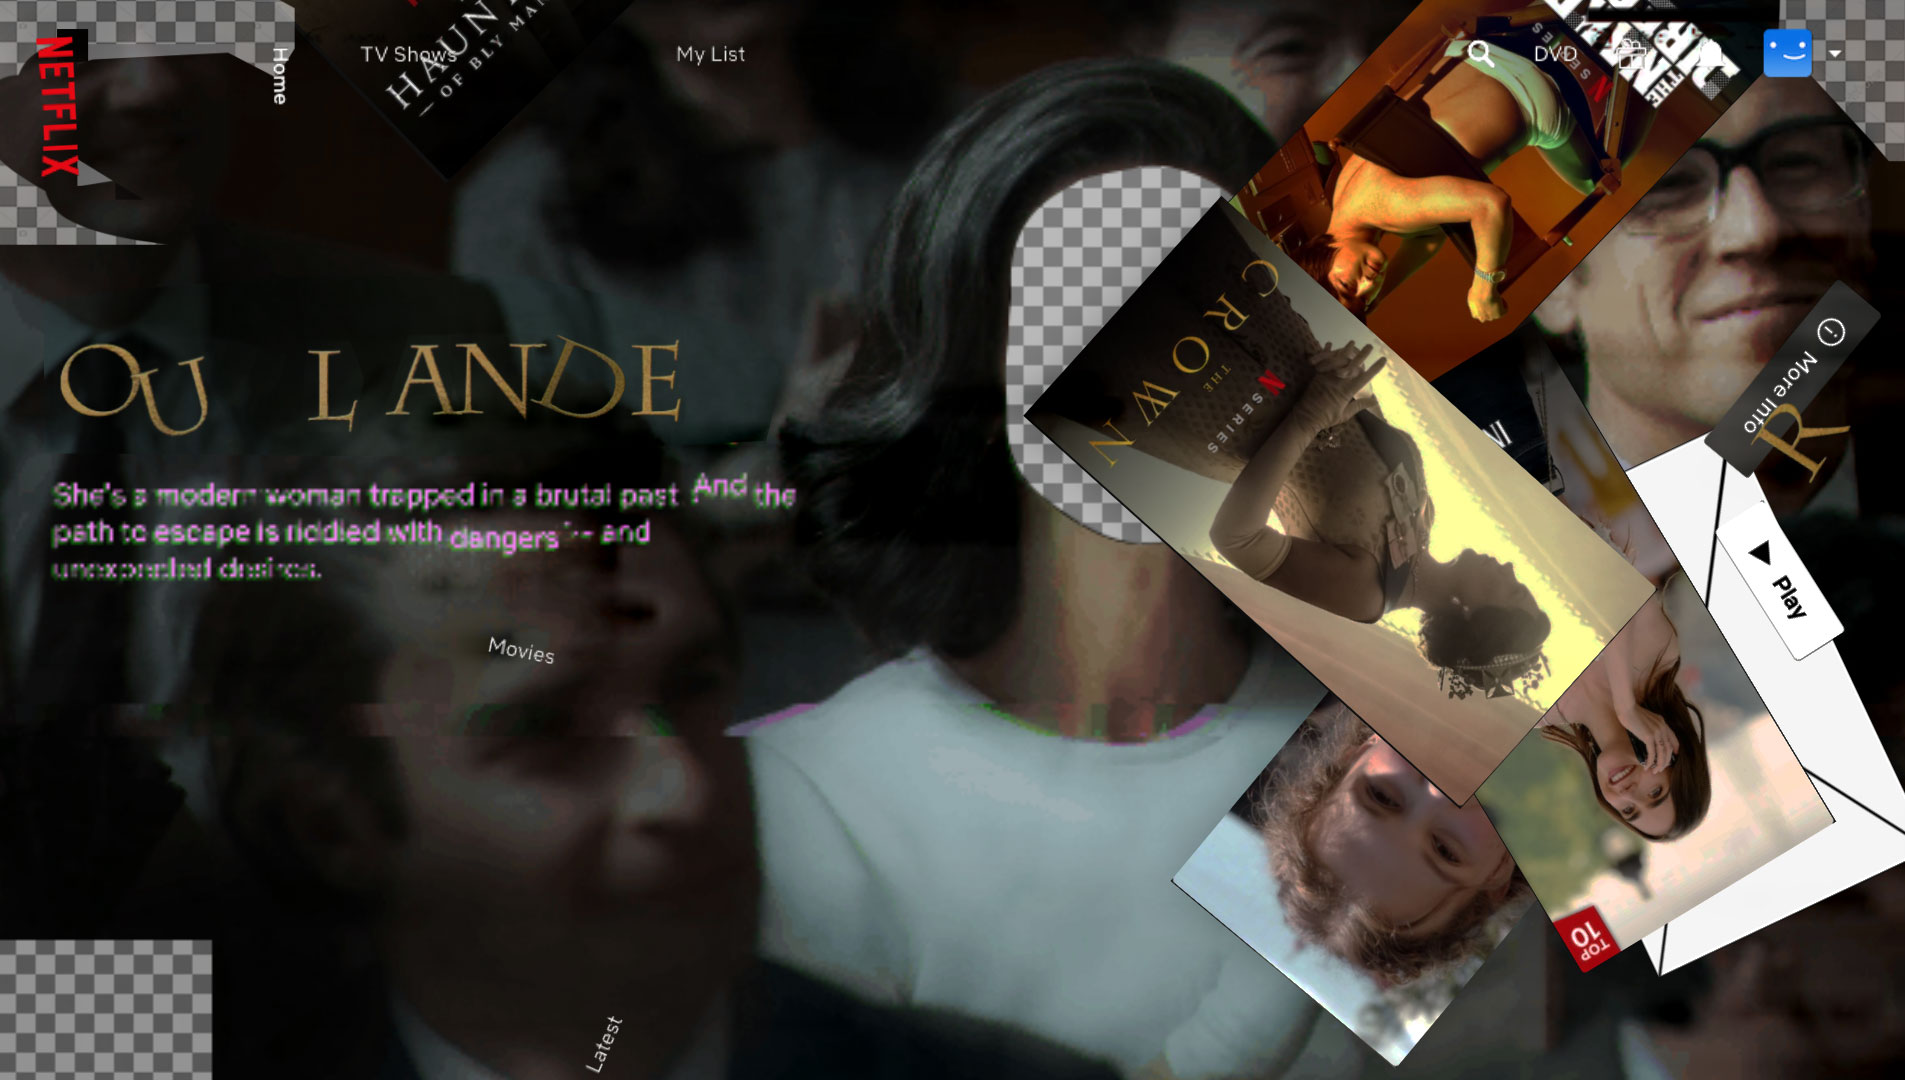 NETFLIX
Home
TV Shows
My List
DVD
HAUN
OF BLY MA
THE
N SERIES
OU L ANDE
R
She's a modern woman trapped in a brutal past. And the
path to escape is riddled with dangers -- and
unexpected desires.
THE
CROWN
N SERIES
More Info
Play
Movies
Latest
TOP
10